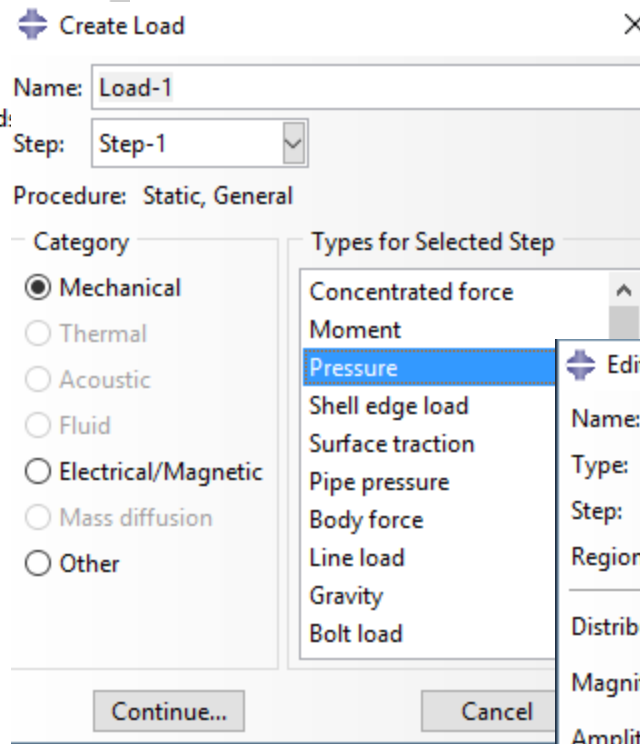 Create Load
Name: Load-1
Step: Step-1
Procedure: Static, General
Category
Mechanical
Thermal
Acoustic
Fluid
Electrical/Magnetic
Mass diffusion
Other
Types for Selected Step
Concentrated force
Moment
Pressure
Shell edge load
Surface traction
Pipe pressure
Body force
Line load
Gravity
Bolt load
Continue...
Cancel
Name:
Type:
Step:
Region